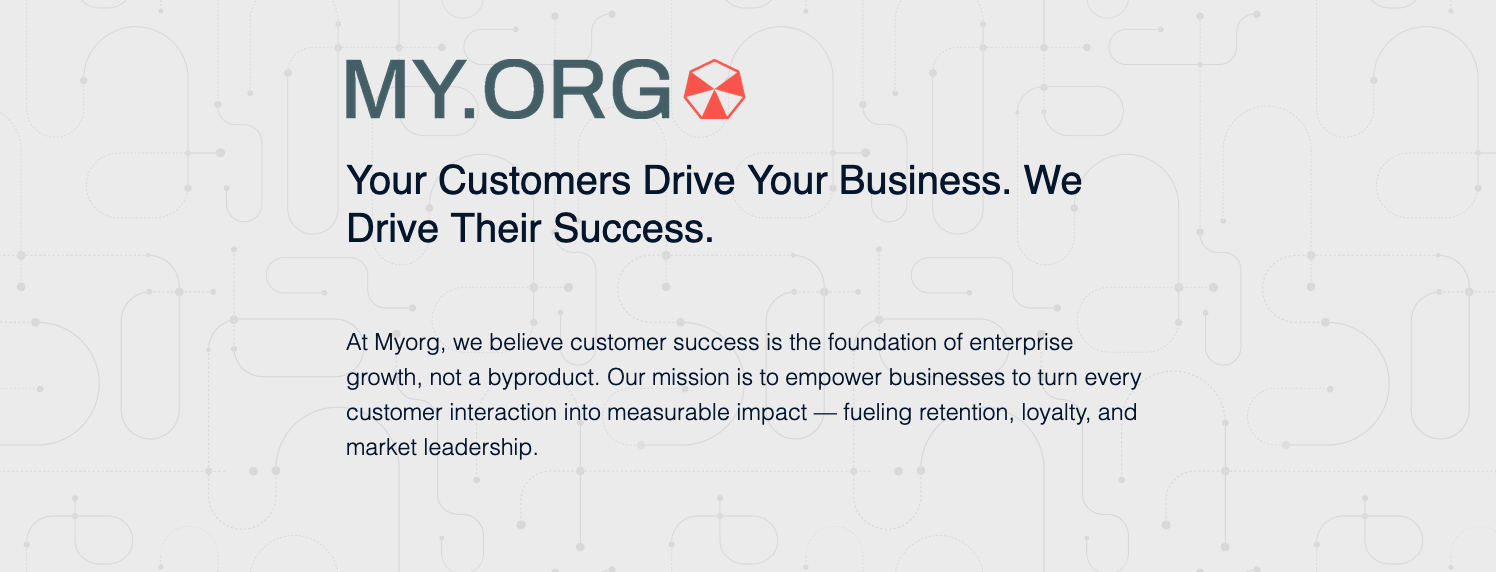 MY.ORG
Your Customers Drive Your Business. We
Drive Their Success.
At Myorg, we believe customer success is the foundation of enterprise
growth, not a byproduct. Our mission is to empower businesses to turn every
customer interaction into measurable impact — fueling retention, loyalty, and
market leadership.